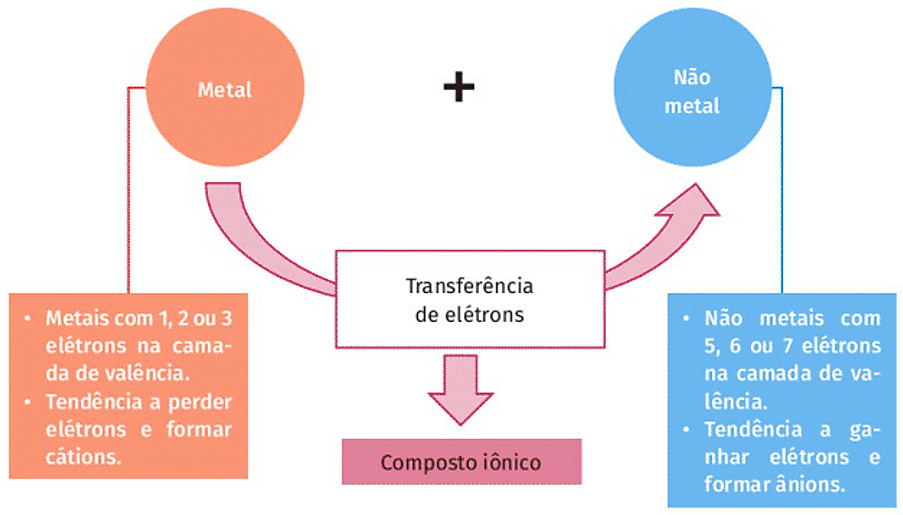 Metal
+
Não
metal
Transferência
de elétrons
• Metais com 1, 2 ou 3
elétrons na cama-
da de valência.
• Tendência a perder
elétrons e formar
cátions.
• Não metais com
5, 6 ou 7 elétrons
na camada de va-
lência.
• Tendência a ga-
nhar elétrons e
formar ânions.
Composto iônico